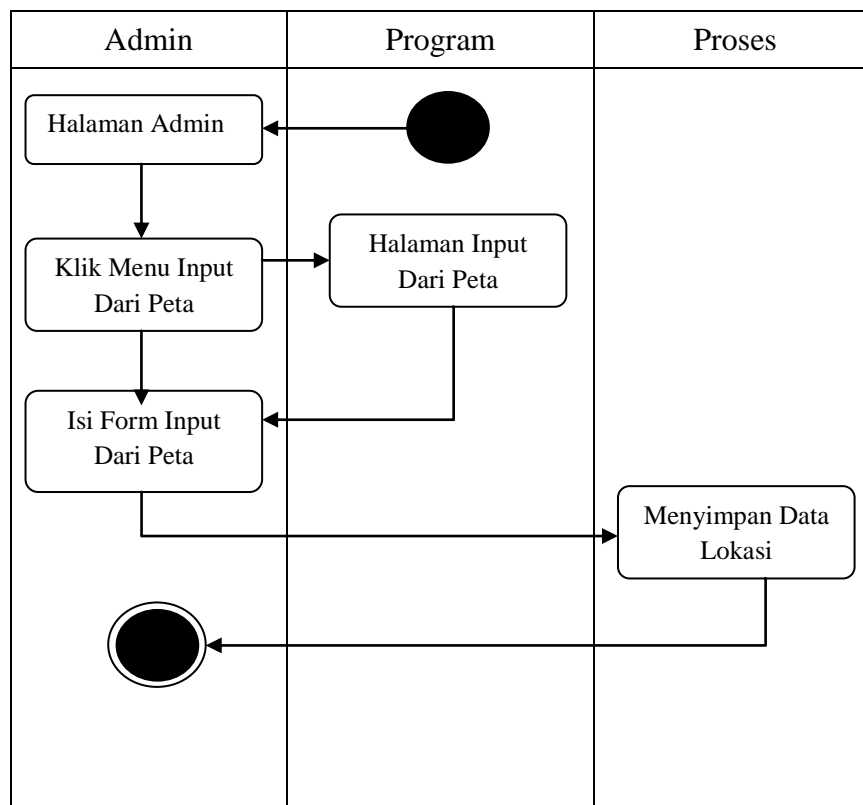 Admin
Program
Proses
Halaman Admin
Klik Menu Input
Dari Peta
Halaman Input
Dari Peta
Isi Form Input
Dari Peta
Menyimpan Data
Lokasi